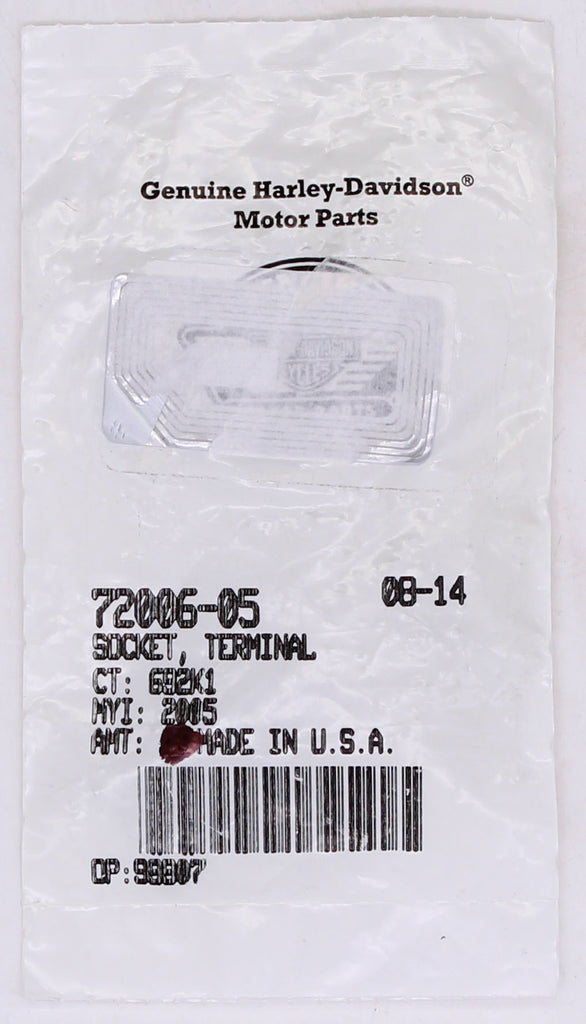 Genuine Harley-Davidson®
Motor Parts
72006-05
08-14
SOCKET, TERMINAL
CT: 692K1
MYI: 2005
AMT: MADE IN U.S.A.
OP:98807